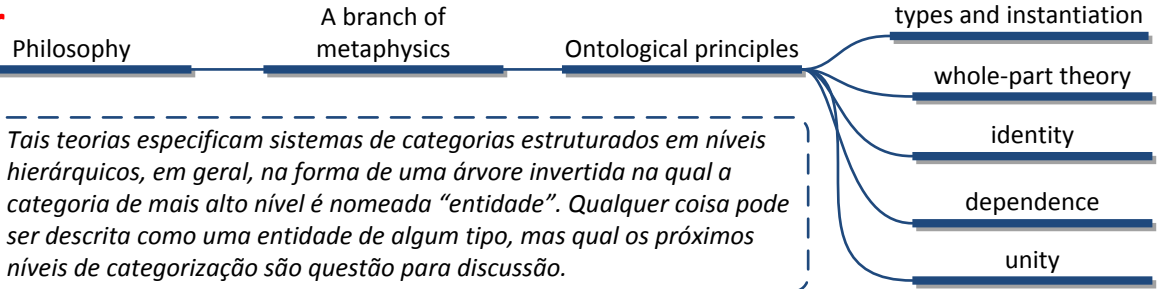 Philosophy
A branch of
metaphysics
Ontological principles
types and instantiation
whole-part theory
identity
dependence
unity
Tais teorias especificam sistemas de categorias estruturados em níveis
hierárquicos, em geral, na forma de uma árvore invertida na qual a
categoria de mais alto nível é nomeada “entidade”. Qualquer coisa pode
ser descrita como uma entidade de algum tipo, mas qual os próximos
níveis de categorização são questão para discussão.